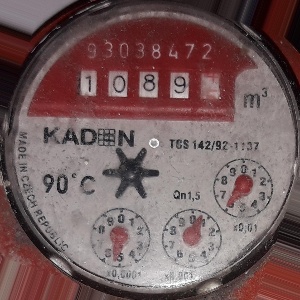 93038472
1089
m³
KADEN
TCS 142/92-1137
90°C
Qn1,5
MADE IN CZECH REPUBLIC
x0,01
x0,0001
x0,001